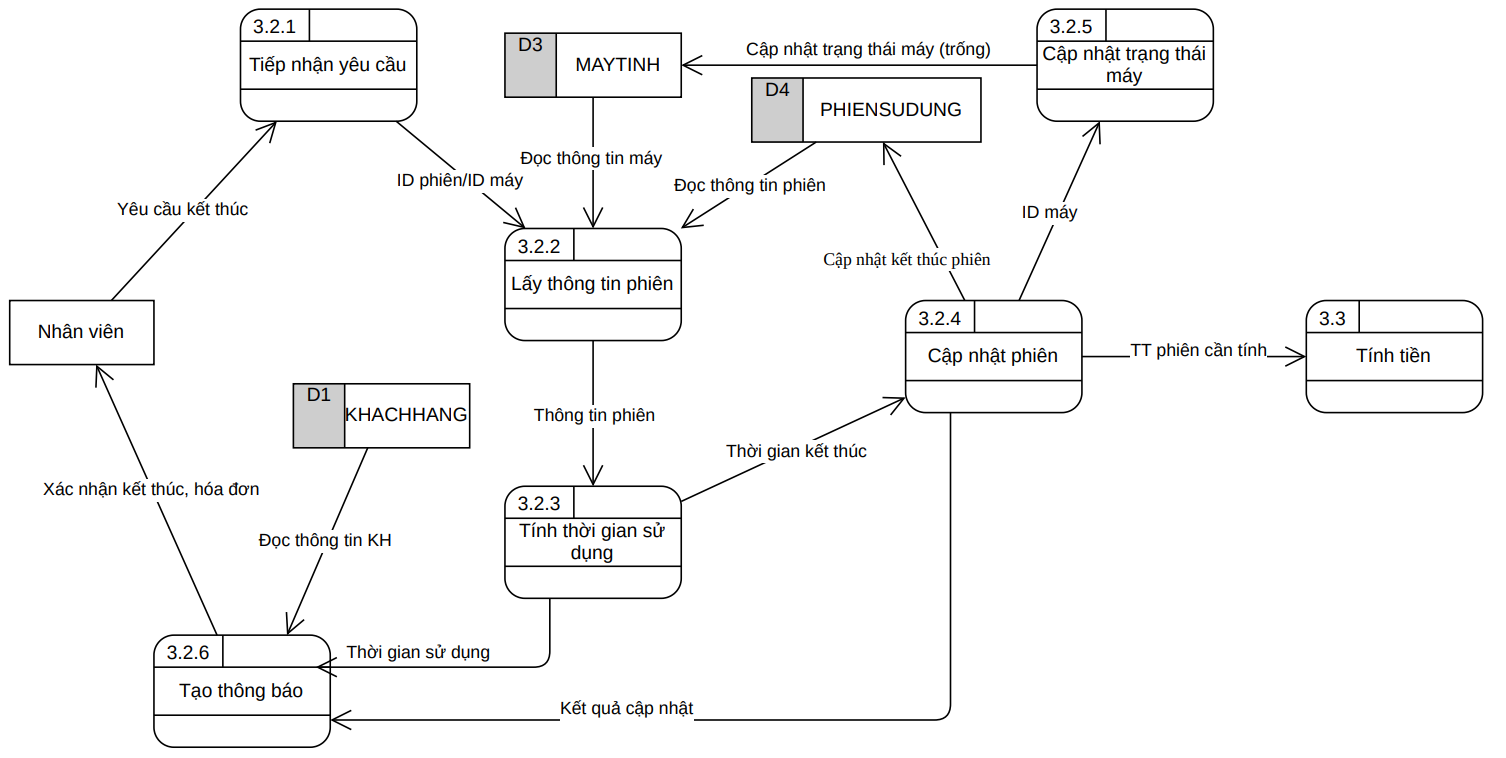 3.2.1
Tiếp nhận yêu cầu
D3
MAYTINH
Cập nhật trạng thái máy (trống)
3.2.5
Cập nhật trạng thái
máy
D4
PHIENSUDUNG
Đọc thông tin máy
ID phiên/ID máy
Đọc thông tin phiên
Yêu cầu kết thúc
ID máy
3.2.2
Lấy thông tin phiên
Cập nhật kết thúc phiên
Nhân viên
3.2.4
Cập nhật phiên
TT phiên cần tính
3.3
Tính tiền
D1
KHACHHANG
Thông tin phiên
Thời gian kết thúc
Xác nhận kết thúc, hóa đơn
3.2.3
Tính thời gian sử
dụng
Đọc thông tin KH
3.2.6
Tạo thông báo
Thời gian sử dụng
Kết quả cập nhật